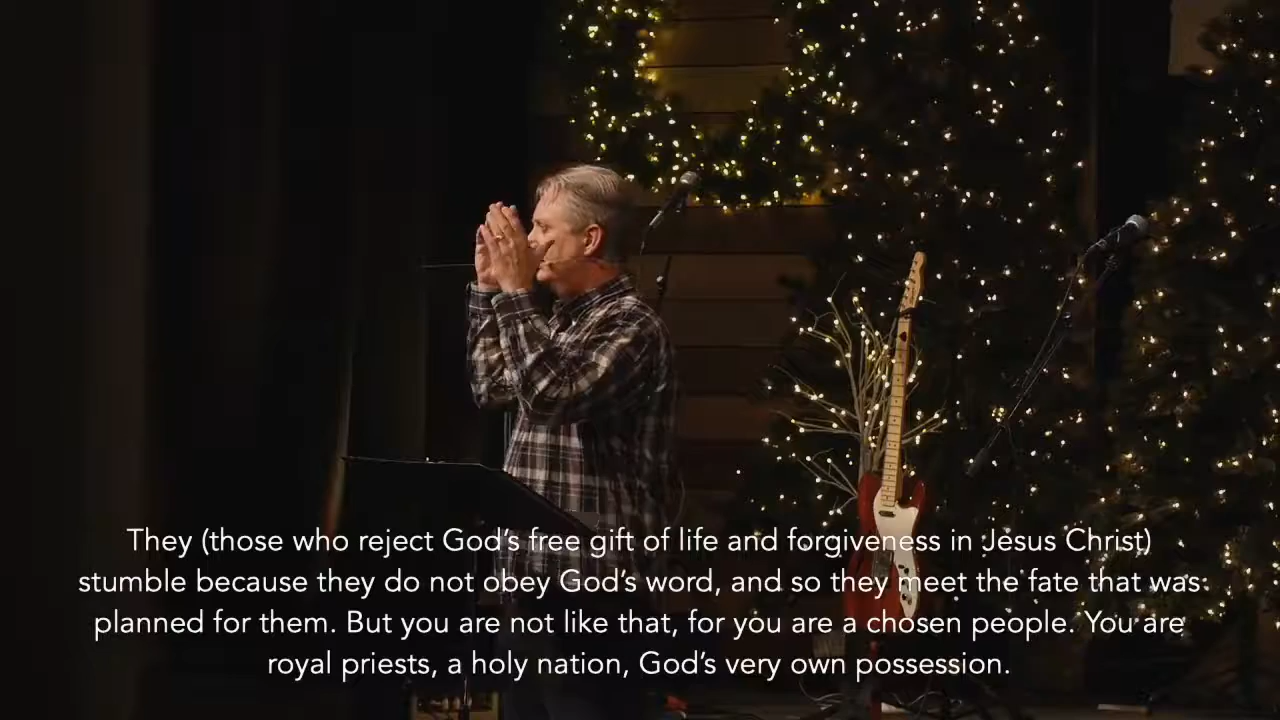 They (those who reject God's free gift of life and forgiveness in Jesus Christ)
stumble because they do not obey God's word, and so they meet the fate that was
planned for them. But you are not like that, for you are a chosen people. You are
royal priests, a holy nation, God's very own possession.